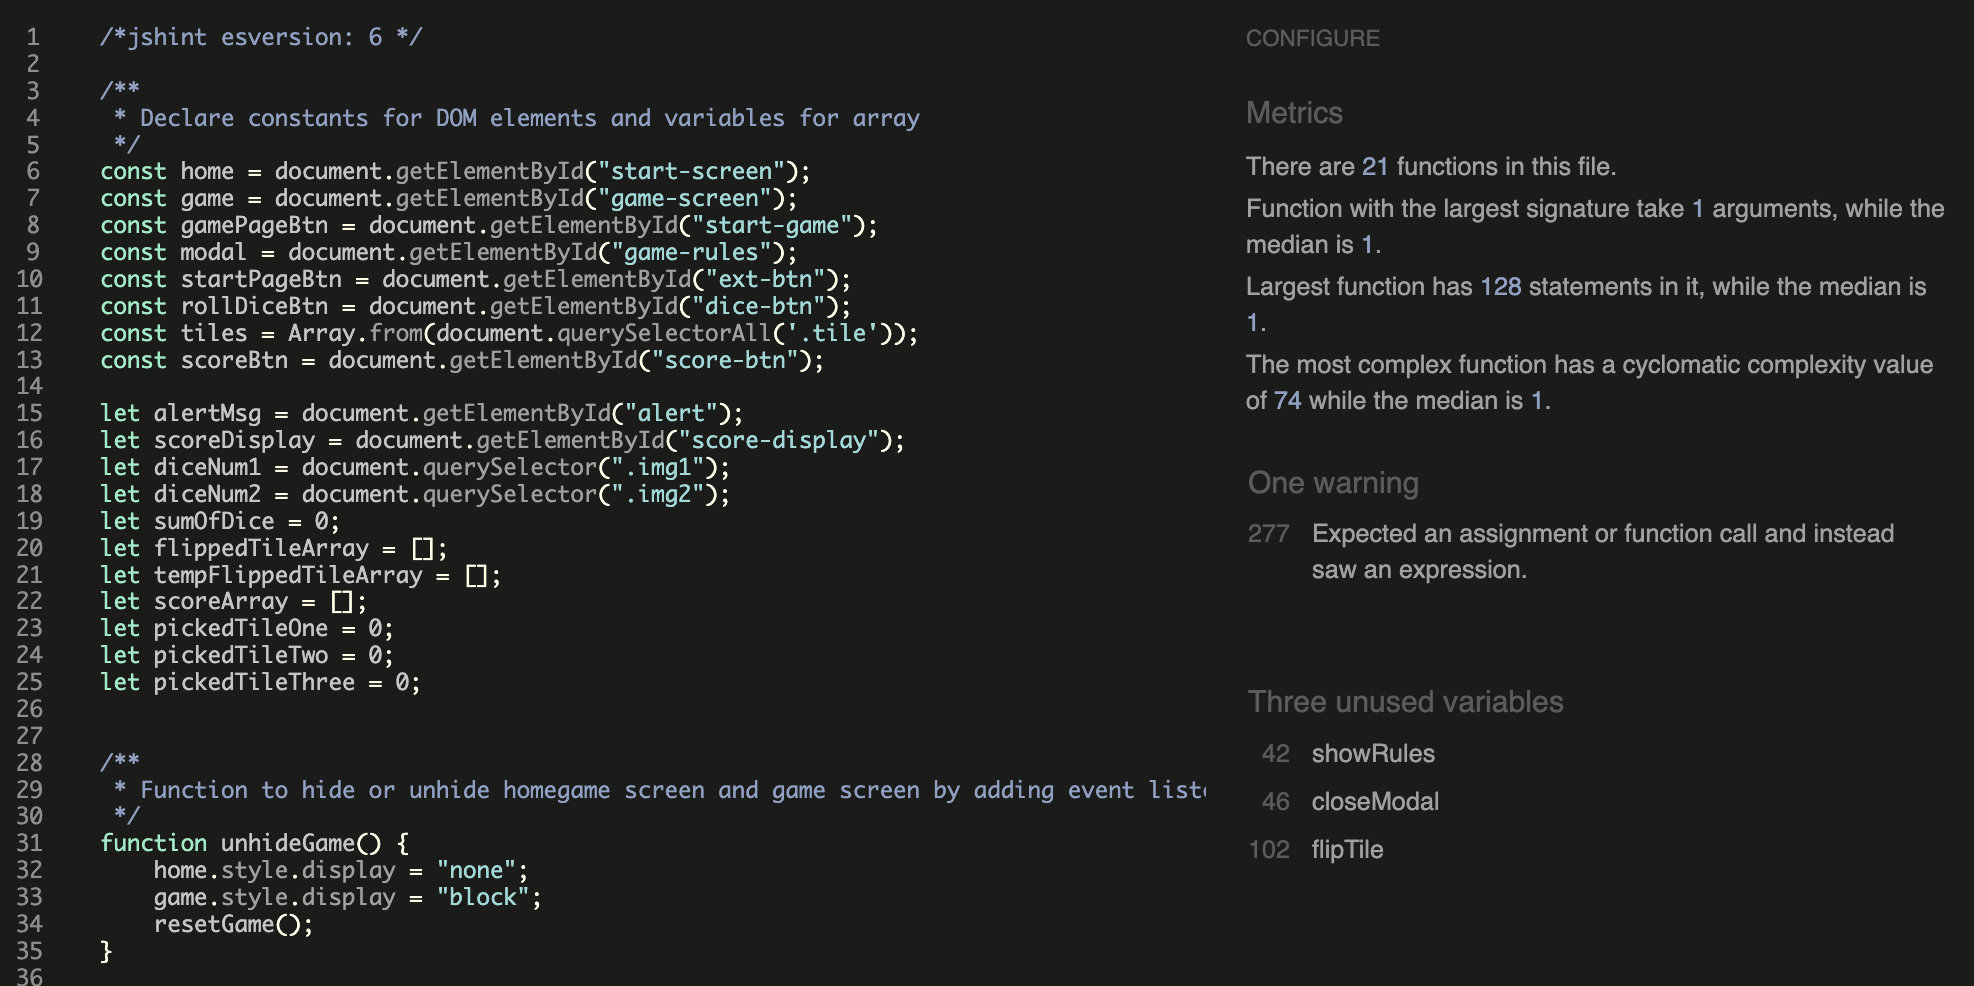 1 /*jshint esversion: 6 */
2
3 /**
4 * Declare constants for DOM elements and variables for array
5 */
6 const home = document.getElementById("start-screen");
7 const game = document.getElementById("game-screen");
8 const gamePageBtn = document.getElementById("start-game");
9 const modal = document.getElementById("game-rules");
10 const startPageBtn = document.getElementById("ext-btn");
11 const rollDiceBtn = document.getElementById("dice-btn");
12 const tiles = Array.from(document.querySelectorAll('.tile'));
13 const scoreBtn = document.getElementById("score-btn");
14
15 let alertMsg = document.getElementById("alert");
16 let scoreDisplay = document.getElementById("score-display");
17 let diceNum1 = document.querySelector(".img1");
18 let diceNum2 = document.querySelector(".img2");
19 let sumOfDice = 0;
20 let flippedTileArray = [];
21 let tempFlippedTileArray = [];
22 let scoreArray = [];
23 let pickedTileOne = 0;
24 let pickedTileTwo = 0;
25 let pickedTileThree = 0;
26
27
28 /**
29 * Function to hide or unhide homegame screen and game screen by adding event
30 */
31 function unhideGame() {
32 home.style.display = "none";
33 game.style.display = "block";
34 resetGame();
35 }
36
CONFIGURE
Metrics
There are 21 functions in this file.
Function with the largest signature take 1 arguments, while the
median is 1.
Largest function has 128 statements in it, while the median is
1.
The most complex function has a cyclomatic complexity value
of 74 while the median is 1.
One warning
277 Expected an assignment or function call and instead
saw an expression.
Three unused variables
42 showRules
46 closeModal
102 flipTile